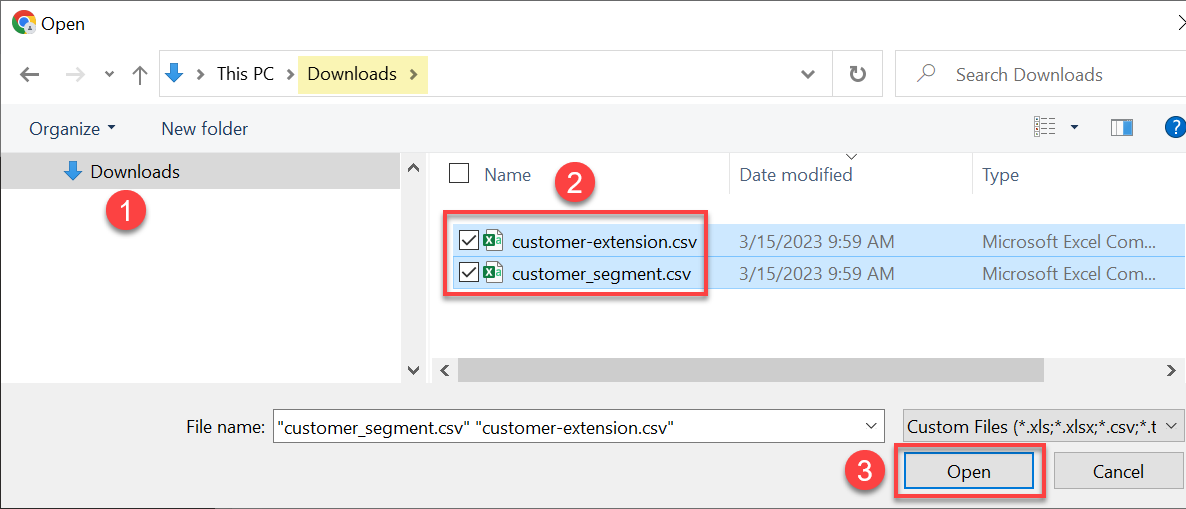 Open
This PC > Downloads >
Search Downloads
Organize
New folder
?
Downloads
1
Name
2
Date modified
Type
customer-extension.csv 3/15/2023 9:59 AM Microsoft Excel Com...
customer_segment.csv 3/15/2023 9:59 AM Microsoft Excel Com...
File name: "customer_segment.csv" "customer-extension.csv"
Custom Files (*.xls;*.xlsx;*.csv;*.t
3
Open
Cancel